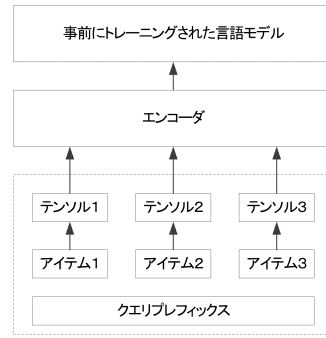 事前にトレーニングされた言語モデル
エンコーダ
テンソル1 テンソル2 テンソル3
アイテム1 アイテム2 アイテム3
クエリプレフィックス